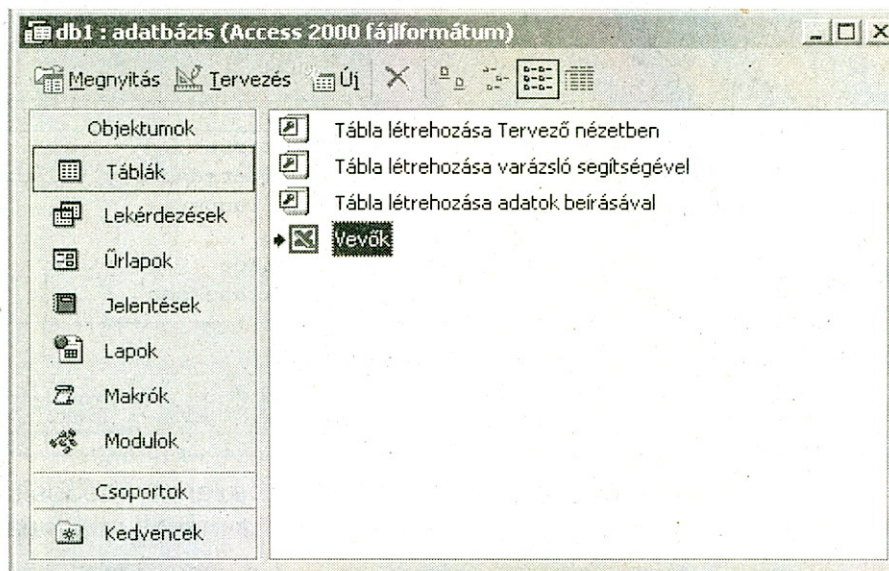 db1 : adatbázis (Access 2000 fájlformátum)
Megnyitás Tervezés Új
Objektumok
Táblák
Lekérdezések
Űrlapok
Jelentések
Lapok
Makrók
Modulok
Csoportok
Kedvencek
Tábla létrehozása Tervező nézetben
Tábla létrehozása varázsló segítségével
Tábla létrehozása adatok beírásával
Vevők